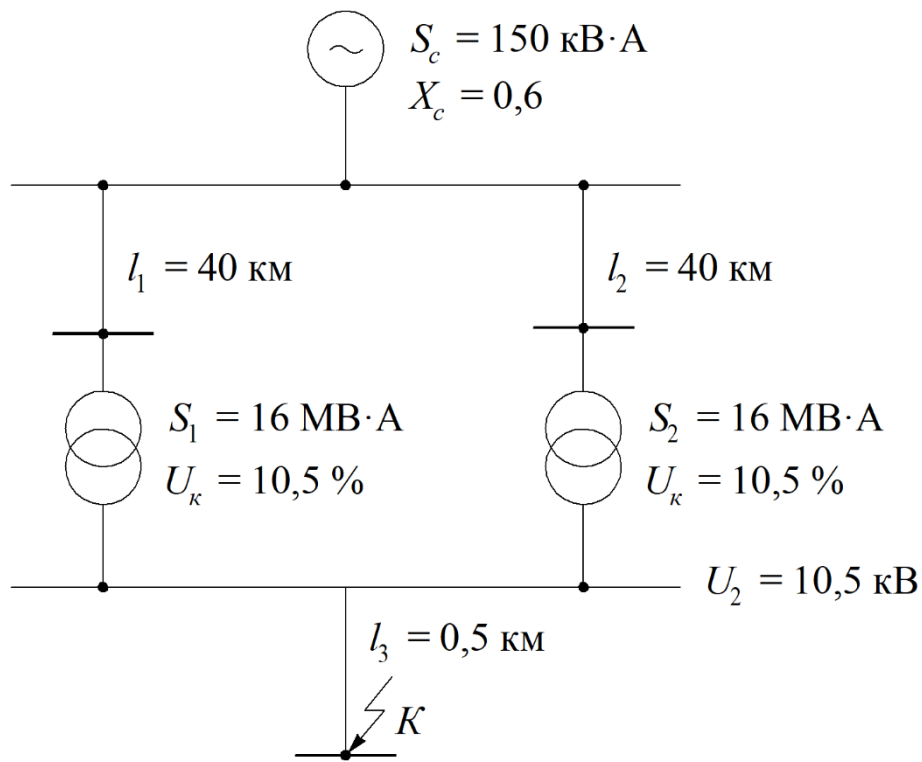 S_c = 150 кВ·А
X_c = 0,6
l_1 = 40 км
l_2 = 40 км
S_1 = 16 МВ·А
U_к = 10,5 %
S_2 = 16 МВ·А
U_к = 10,5 %
U_2 = 10,5 кВ
l_3 = 0,5 км
К